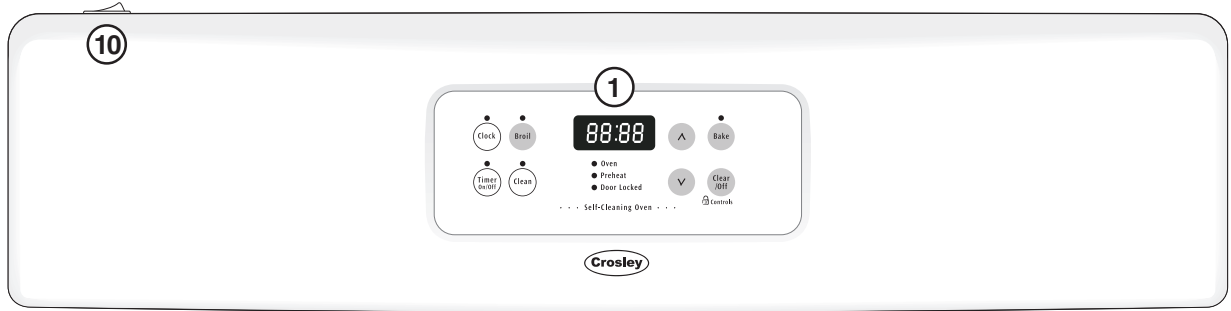 10
1
Clock
Broil
88:88
∧
Bake
Oven
Preheat
Door Locked
Timer
On/Off
Clean
∨
Clear
/Off
Controls
· · · Self-Cleaning Oven · · ·
Crosley